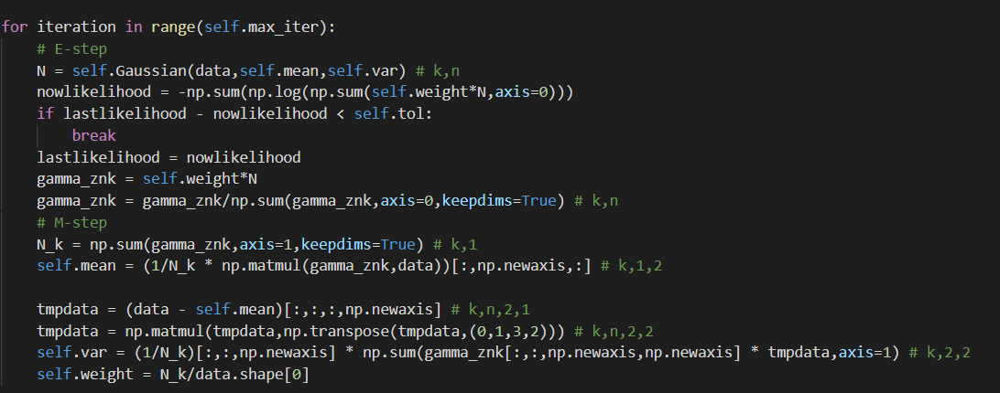 for iteration in range(self.max_iter):
    # E-step
    N = self.Gaussian(data,self.mean,self.var) # k,n
    nowlikelihood = -np.sum(np.log(np.sum(self.weight*N,axis=0)))
    if lastlikelihood - nowlikelihood < self.tol:
        break
    lastlikelihood = nowlikelihood
    gamma_znk = self.weight*N
    gamma_znk = gamma_znk/np.sum(gamma_znk,axis=0,keepdims=True) # k,n
    # M-step
    N_k = np.sum(gamma_znk,axis=1,keepdims=True) # k,1
    self.mean = (1/N_k * np.matmul(gamma_znk,data))[:,np.newaxis,:] # k,1,2

    tmpdata = (data - self.mean)[:,:,:,np.newaxis] # k,n,2,1
    tmpdata = np.matmul(tmpdata,np.transpose(tmpdata,(0,1,3,2))) # k,n,2,2
    self.var = (1/N_k)[:,:,np.newaxis] * np.sum(gamma_znk[:,:,np.newaxis,np.newaxis] * tmpdata,axis=1) # k,2,2
    self.weight = N_k/data.shape[0]